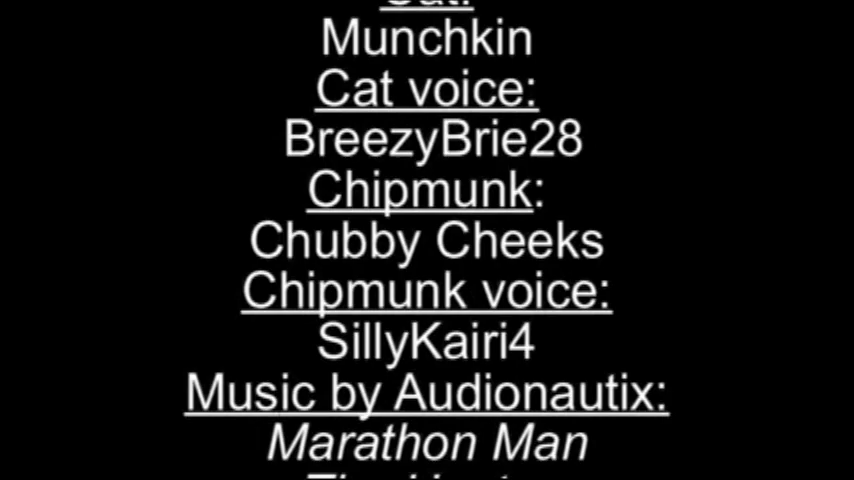 Munchkin
Cat voice:
BreezyBrie28
Chipmunk:
Chubby Cheeks
Chipmunk voice:
SillyKairi4
Music by Audionautix:
Marathon Man